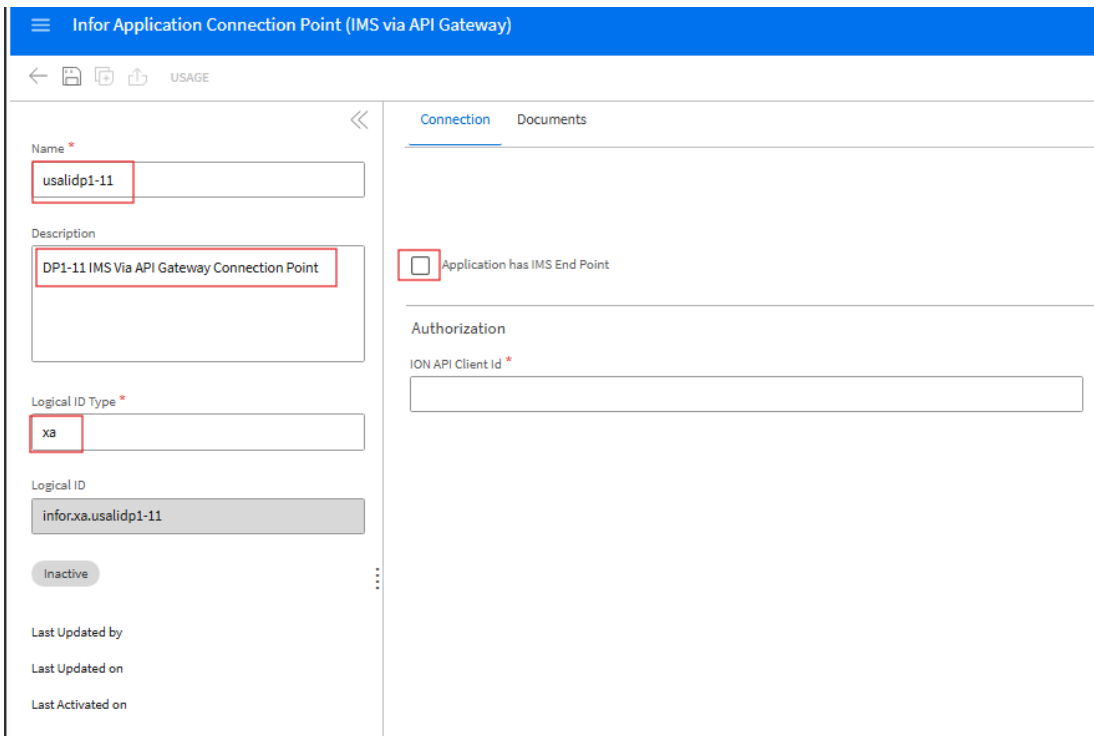 Infor Application Connection Point (IMS via API Gateway)
USAGE
Name *
usalidp1-11
Description
DP1-11 IMS Via API Gateway Connection Point
Logical ID Type *
xa
Logical ID
infor.xa.usalidp1-11
Inactive
Last Updated by
Last Updated on
Last Activated on
Connection Documents
Application has IMS End Point
Authorization
ION API Client Id *